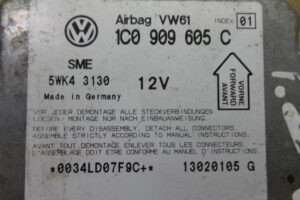 Airbag VW61 INDEX 01
1C0 909 605 C
SME
5WK4 3130 12V
Made in Germany
VORNE
FORWARD
AVANT
VOR JEDER DEMONTAGE ALLE STECKVERBINDUNGEN
LOESEN. MONTAGE NUR NACH EINBAUANWEISUNG.
BEFORE EVERY DISASSEMBLY, DETACH ALL CONNECTORS.
ASSEMBLE STRICTLY TO MANUAL OF INSTRUCTIONS.
AVANT TOUT DEMONTAGE ENLEVER TOUS LES CONNECTEURS
L'ASSEMBLAGE DOIT ETRE CONFORME AU MANUEL D'INSTRUCTIONS
*0034LD07F9C+* 13020105 G